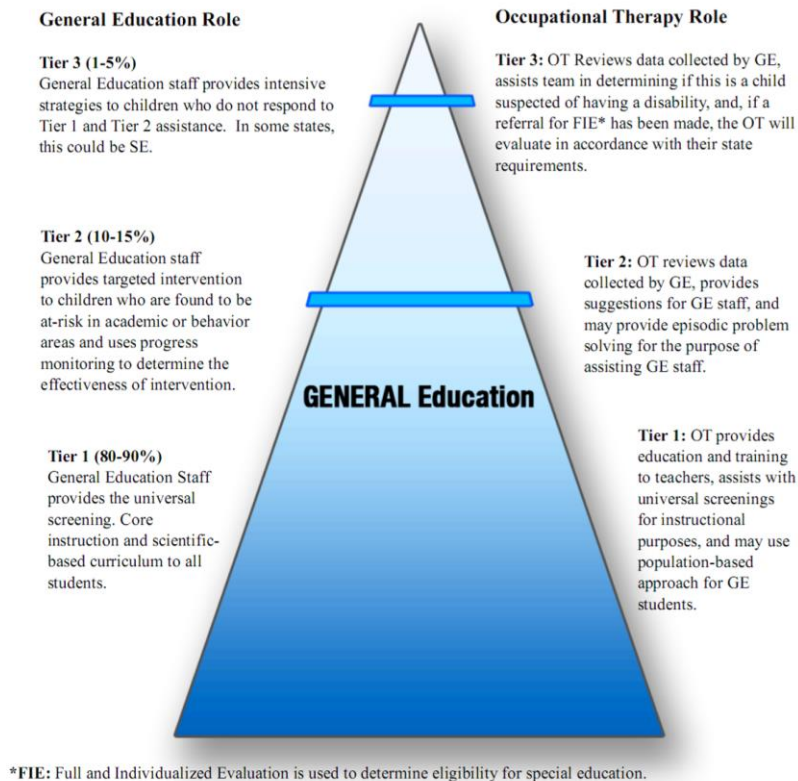 General Education Role
Tier 3 (1-5%)
General Education staff provides intensive
strategies to children who do not respond to
Tier 1 and Tier 2 assistance. In some states,
this could be SE.
Tier 2 (10-15%)
General Education staff
provides targeted intervention
to children who are found to be
at-risk in academic or behavior
areas and uses progress
monitoring to determine the
effectiveness of intervention.
Tier 1 (80-90%)
General Education Staff
provides the universal
screening. Core
instruction and scientific-
based curriculum to all
students.
GENERAL Education
Occupational Therapy Role
Tier 3: OT Reviews data collected by GE,
assists team in determining if this is a child
suspected of having a disability, and, if a
referral for FIE* has been made, the OT will
evaluate in accordance with their state
requirements.
Tier 2: OT reviews data
collected by GE, provides
suggestions for GE staff, and
may provide episodic problem
solving for the purpose of
assisting GE staff.
Tier 1: OT provides
education and training
to teachers, assists with
universal screenings
for instructional
purposes, and may use
population-based
approach for GE
students.
*FIE: Full and Individualized Evaluation is used to determine eligibility for special education.